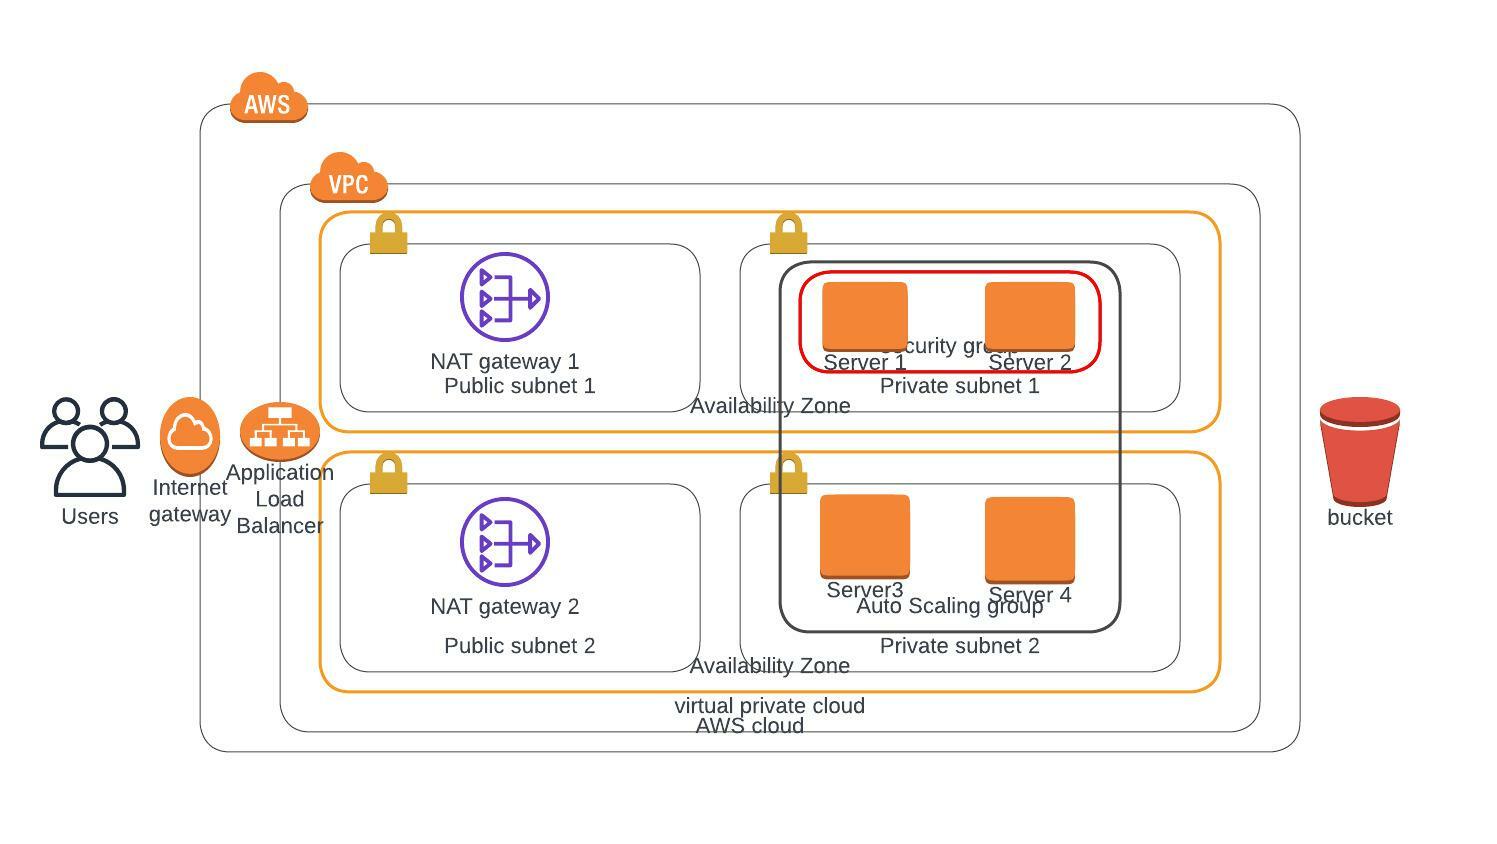 AWS
VPC
NAT gateway 1
Public subnet 1
Server 1
Server 2
Private subnet 1
Availability Zone
Users
Internet
gateway
Application
Load
Balancer
bucket
NAT gateway 2
Public subnet 2
Server3
Server 4
Auto Scaling group
Private subnet 2
Availability Zone
virtual private cloud
AWS cloud